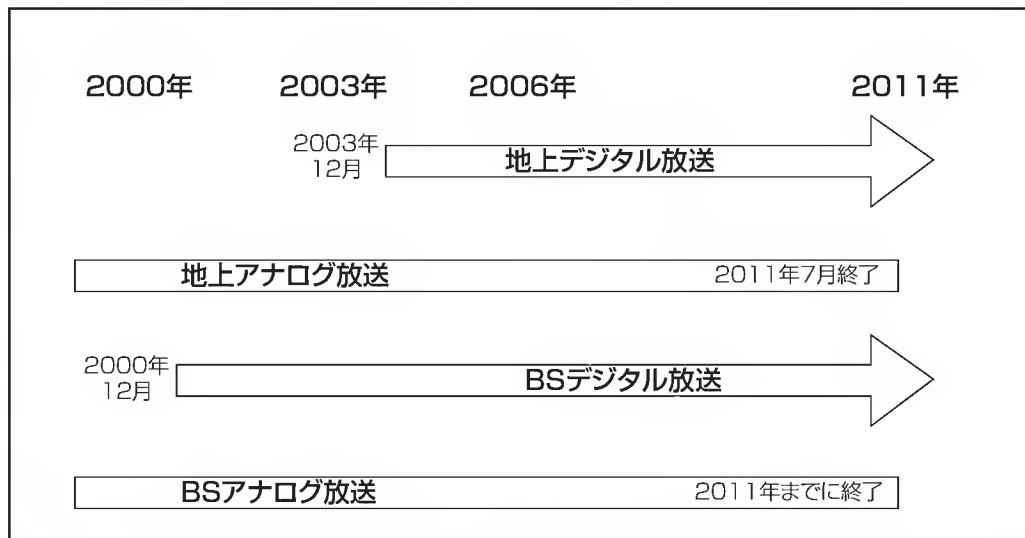 2000年 2003年 2006年 2011年
2003年
12月
地上デジタル放送
地上アナログ放送 2011年7月終了
2000年
12月
BSデジタル放送
BSアナログ放送 2011年までに終了